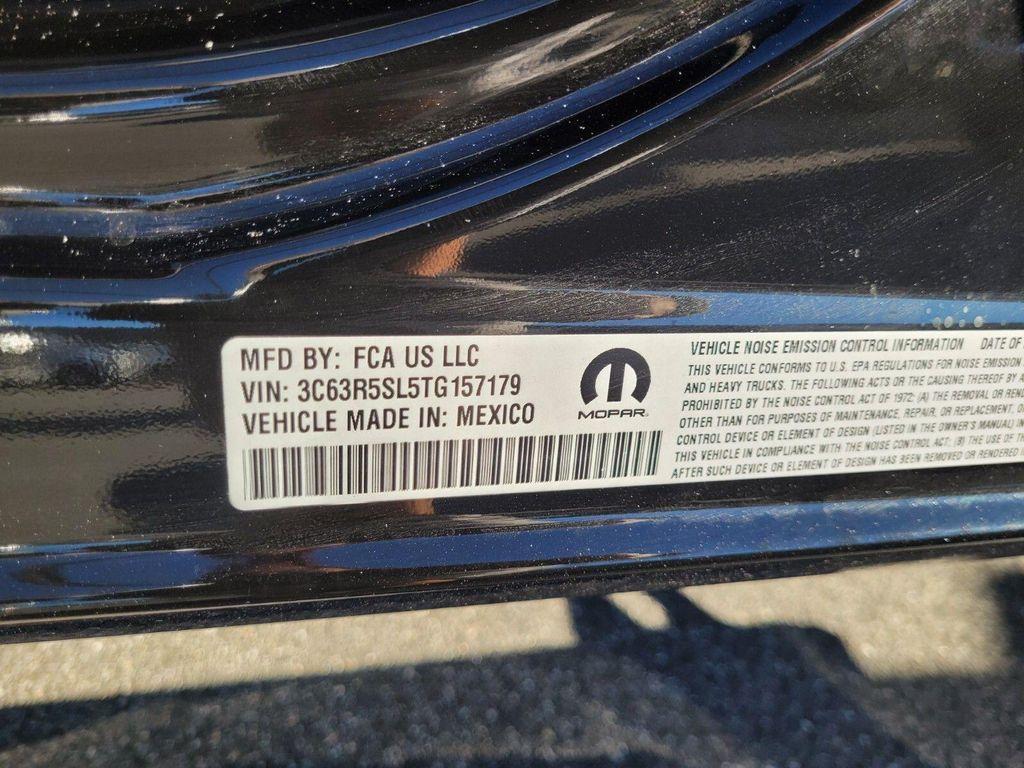 MFD BY: FCA US LLC
VIN: 3C63R5SL5TG157179
VEHICLE MADE IN: MEXICO
MOPAR
VEHICLE NOISE EMISSION CONTROL INFORMATION DATE OF
THIS VEHICLE CONFORMS TO U.S. EPA REGULATIONS FOR NOISE EMISSION
AND HEAVY TRUCKS. THE FOLLOWING ACTS OR THE CAUSING THEREOF BY
PROHIBITED BY THE NOISE CONTROL ACT OF 1972: (A) THE REMOVAL OR
OTHER THAN FOR PURPOSES OF MAINTENANCE, REPAIR, OR REPLACEMENT,
CONTROL DEVICE OR ELEMENT OF DESIGN (LISTED IN THE OWNER'S MANUAL) IN
THIS VEHICLE IN COMPLIANCE WITH THE NOISE CONTROL ACT: (B) THE USE OF
AFTER SUCH DEVICE OR ELEMENT OF DESIGN HAS BEEN REMOVED OR RENDERED